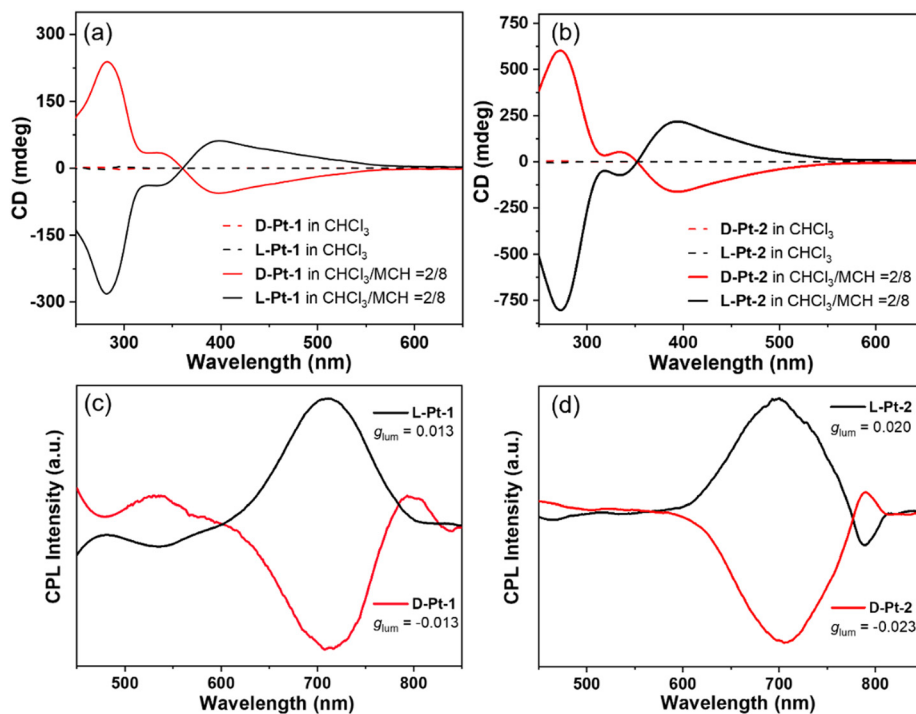 (a)
300
150
0
-150
-300
CD (mdeg)
D-Pt-1 in CHCl3
L-Pt-1 in CHCl3
D-Pt-1 in CHCl3/MCH =2/8
L-Pt-1 in CHCl3/MCH =2/8
300 400 500 600
Wavelength (nm)
(b)
750
500
250
0
-250
-500
-750
CD (mdeg)
D-Pt-2 in CHCl3
L-Pt-2 in CHCl3
D-Pt-2 in CHCl3/MCH =2/8
L-Pt-2 in CHCl3/MCH =2/8
300 400 500 600
Wavelength (nm)
(c)
CPL Intensity (a.u.)
L-Pt-1
glum = 0.013
D-Pt-1
glum = -0.013
500 600 700 800
Wavelength (nm)
(d)
CPL Intensity (a.u.)
L-Pt-2
glum = 0.020
D-Pt-2
glum = -0.023
500 600 700 800
Wavelength (nm)